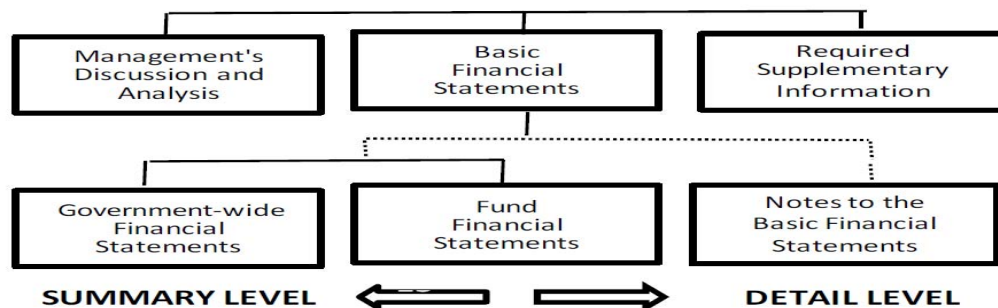 Management's
Discussion and
Analysis
Basic
Financial
Statements
Required
Supplementary
Information
Government-wide
Financial
Statements
Fund
Financial
Statements
Notes to the
Basic Financial
Statements
SUMMARY LEVEL
DETAIL LEVEL